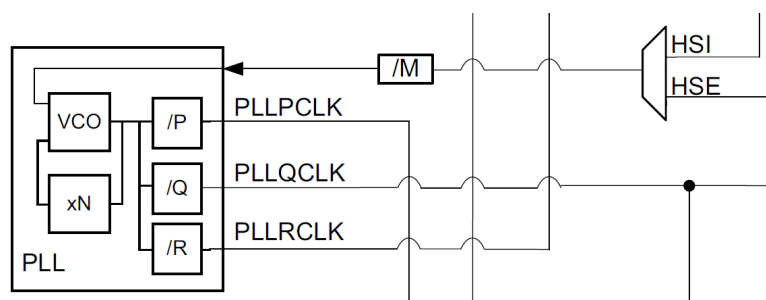 HSI
/M
HSE
VCO
/P
PLLPCLK
xN
/Q
PLLQCLK
/R
PLLRCLK
PLL